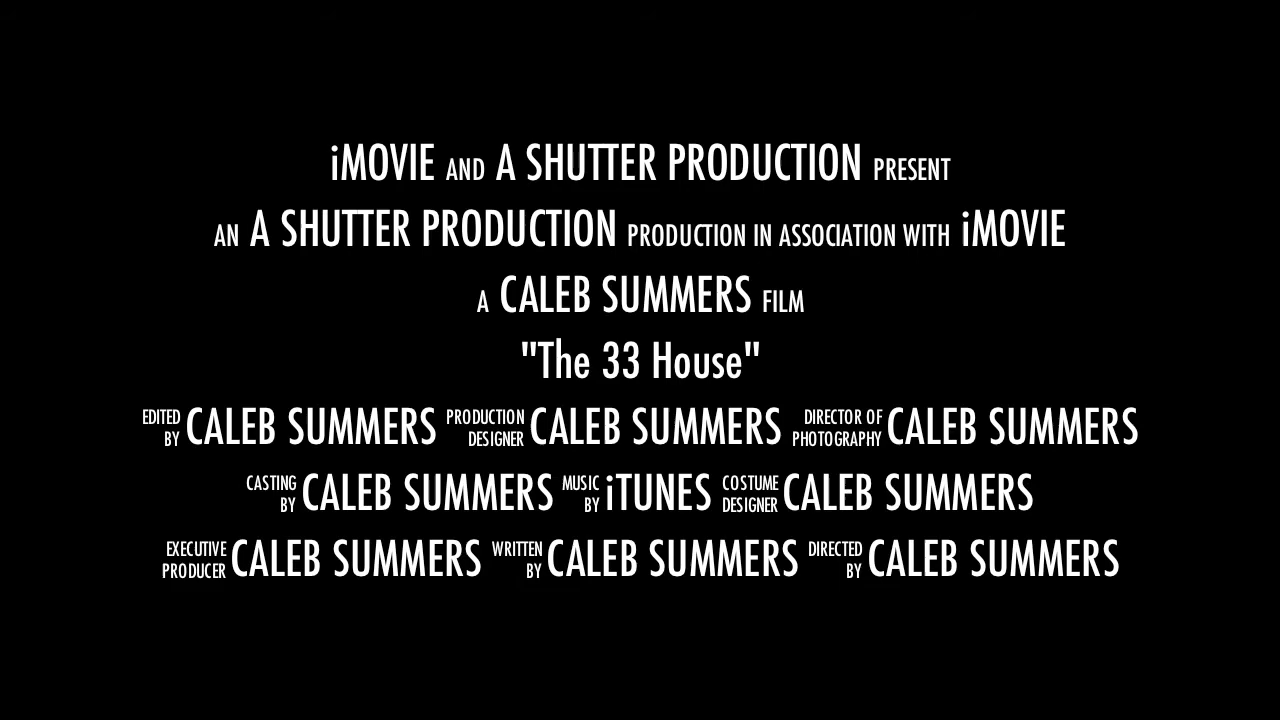 iMOVIE AND A SHUTTER PRODUCTION PRESENT
AN A SHUTTER PRODUCTION PRODUCTION IN ASSOCIATION WITH iMOVIE
A CALEB SUMMERS FILM
"The 33 House"
EDITED BY CALEB SUMMERS PRODUCTION DESIGNER CALEB SUMMERS DIRECTOR OF PHOTOGRAPHY CALEB SUMMERS
CASTING BY CALEB SUMMERS MUSIC BY iTUNES COSTUME DESIGNER CALEB SUMMERS
EXECUTIVE PRODUCER CALEB SUMMERS WRITTEN BY CALEB SUMMERS DIRECTED BY CALEB SUMMERS